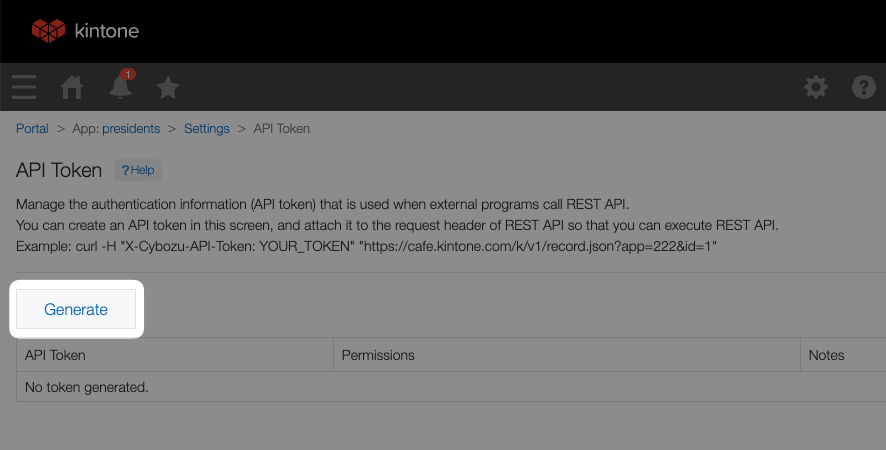 kintone
1
?
Portal > App: presidents > Settings > API Token
API Token ?Help
Manage the authentication information (API token) that is used when external programs call REST API.
You can create an API token in this screen, and attach it to the request header of REST API so that you can execute REST API.
Example: curl -H "X-Cybozu-API-Token: YOUR_TOKEN" "https://cafe.kintone.com/k/v1/record.json?app=222&id=1"
Generate
API Token Permissions Notes
No token generated.